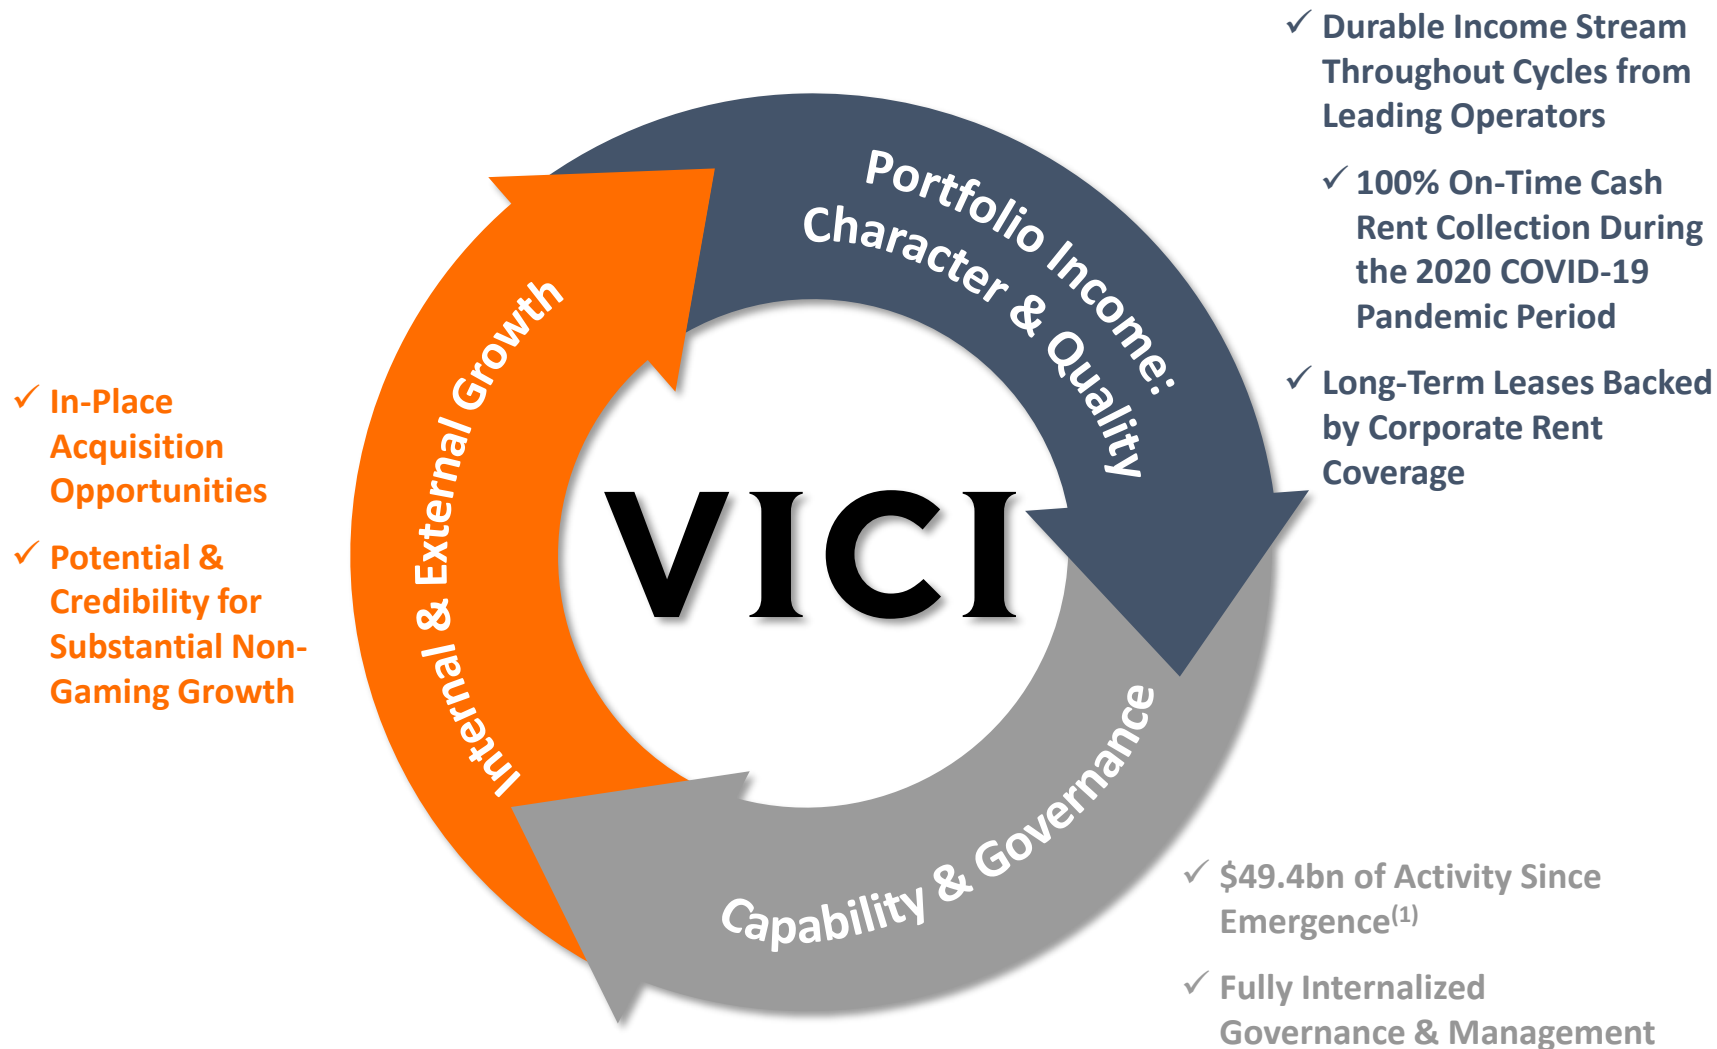 ✓ Durable Income Stream
Throughout Cycles from
Leading Operators
✓ 100% On-Time Cash
Rent Collection During
the 2020 COVID-19
Pandemic Period
✓ Long-Term Leases Backed
by Corporate Rent
Coverage
Portfolio Income:
Character & Quality
Internal & External Growth
VICI
✓ In-Place
Acquisition
Opportunities
✓ Potential &
Credibility for
Substantial Non-
Gaming Growth
Capability & Governance
✓ $49.4bn of Activity Since
Emergence(1)
✓ Fully Internalized
Governance & Management